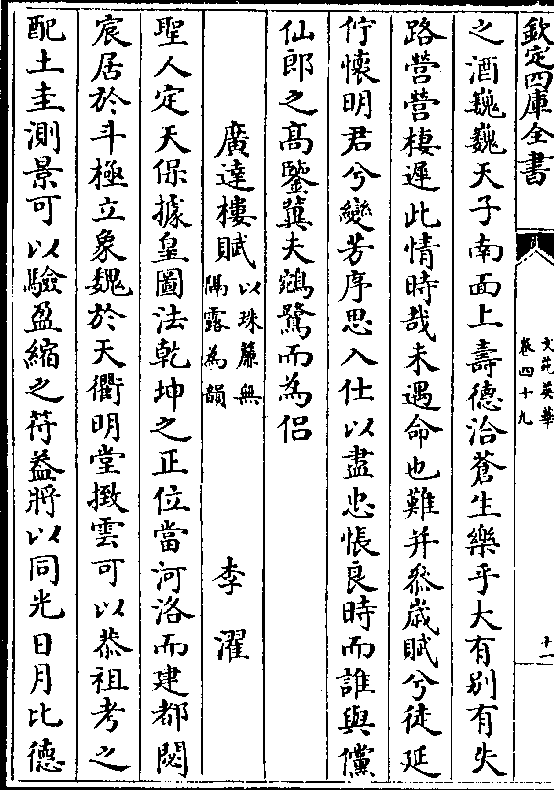 欽定四庫全書
文苑英華
卷四十九
十一
之酒巍巍天子南面上壽德洽蒼生樂乎大有别有失
路營營棲遲此情時哉未遇命也難并忝歲賦兮徒延
佇懷明君兮變芳序思入仕以盡忠悵良時而誰與儻
仙郎之髙鑒冀夫鵷鷺而為侣
廣達樓賦以珠簾無
隔露為韻
李濯
聖人定天保據皇圖法乾坤之正位當河洛而建都閟
宸居於斗極立象魏於天衢明堂㨖雲可以恭祖考之
配土圭測景可以驗盈縮之苻葢將以同光日月比德